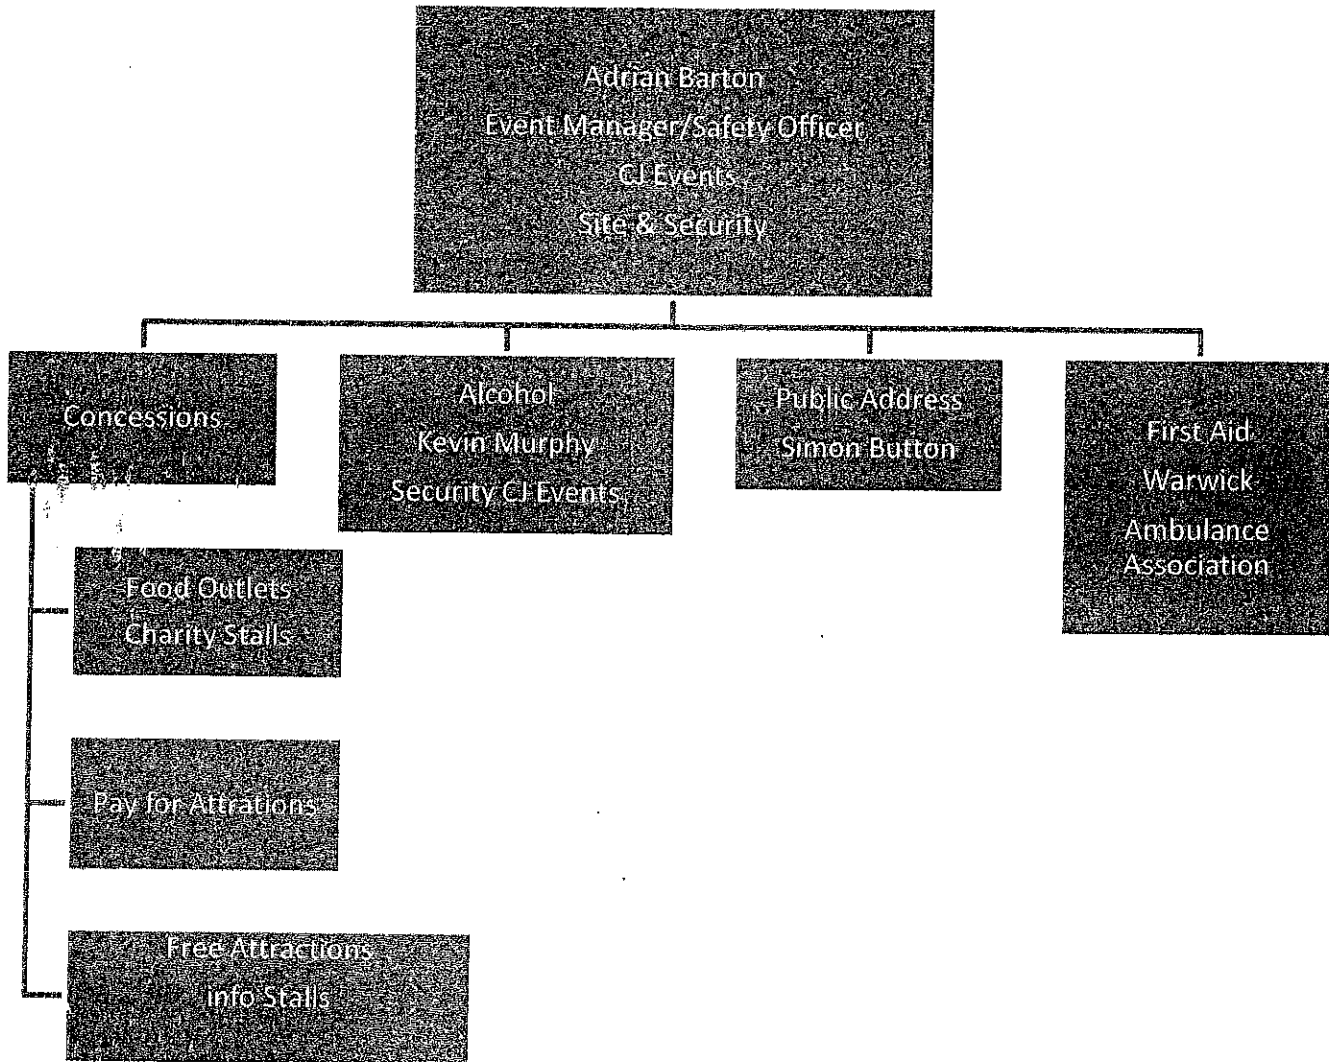 Adrian Barton
Event Manager/Safety Officer
CJ Events
Site & Security
Concessions
Alcohol
Kevin Murphy
Security CJ Events
Public Address
Simon Button
First Aid
Warwick
Ambulance
Association
Food Outlets
Charity Stalls
Pay for Attrations
Free Attractions
info Stalls